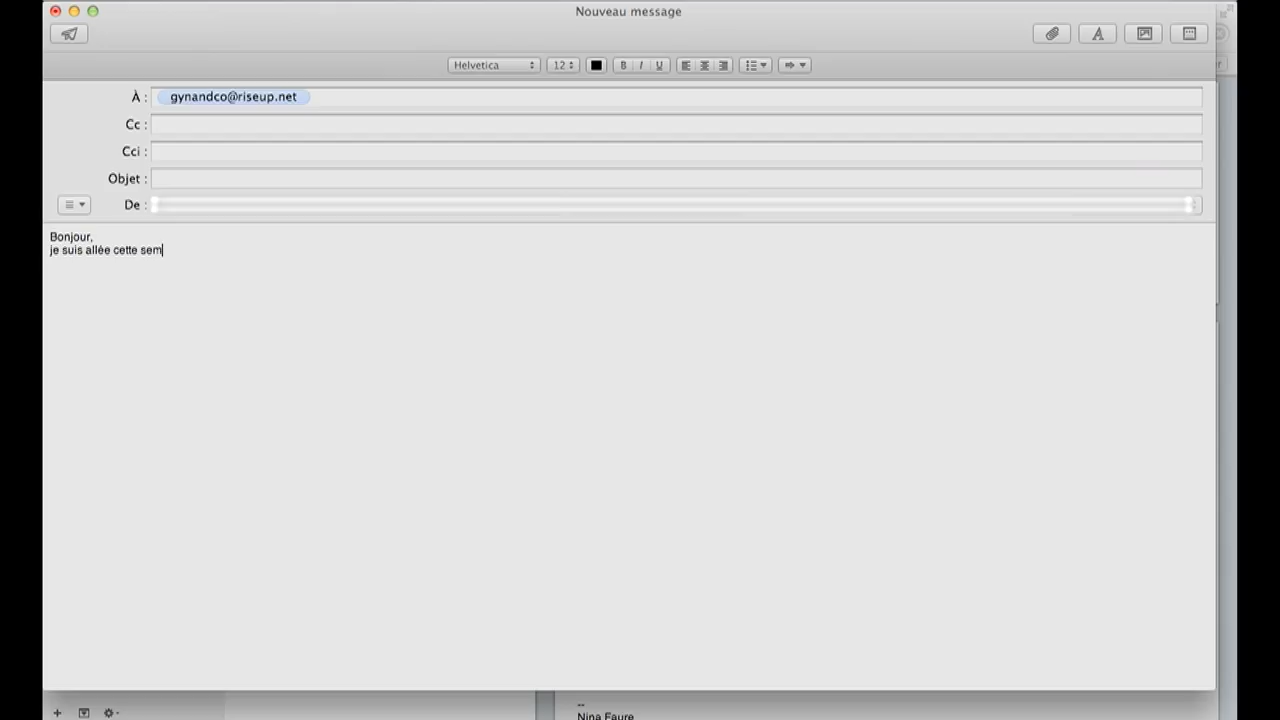 Nouveau message
Helvetica 12 B I U
À : gynandco@riseup.net
Cc :
Cci :
Objet :
De :
Bonjour,
je suis allée cette sem
--
Nina Faure